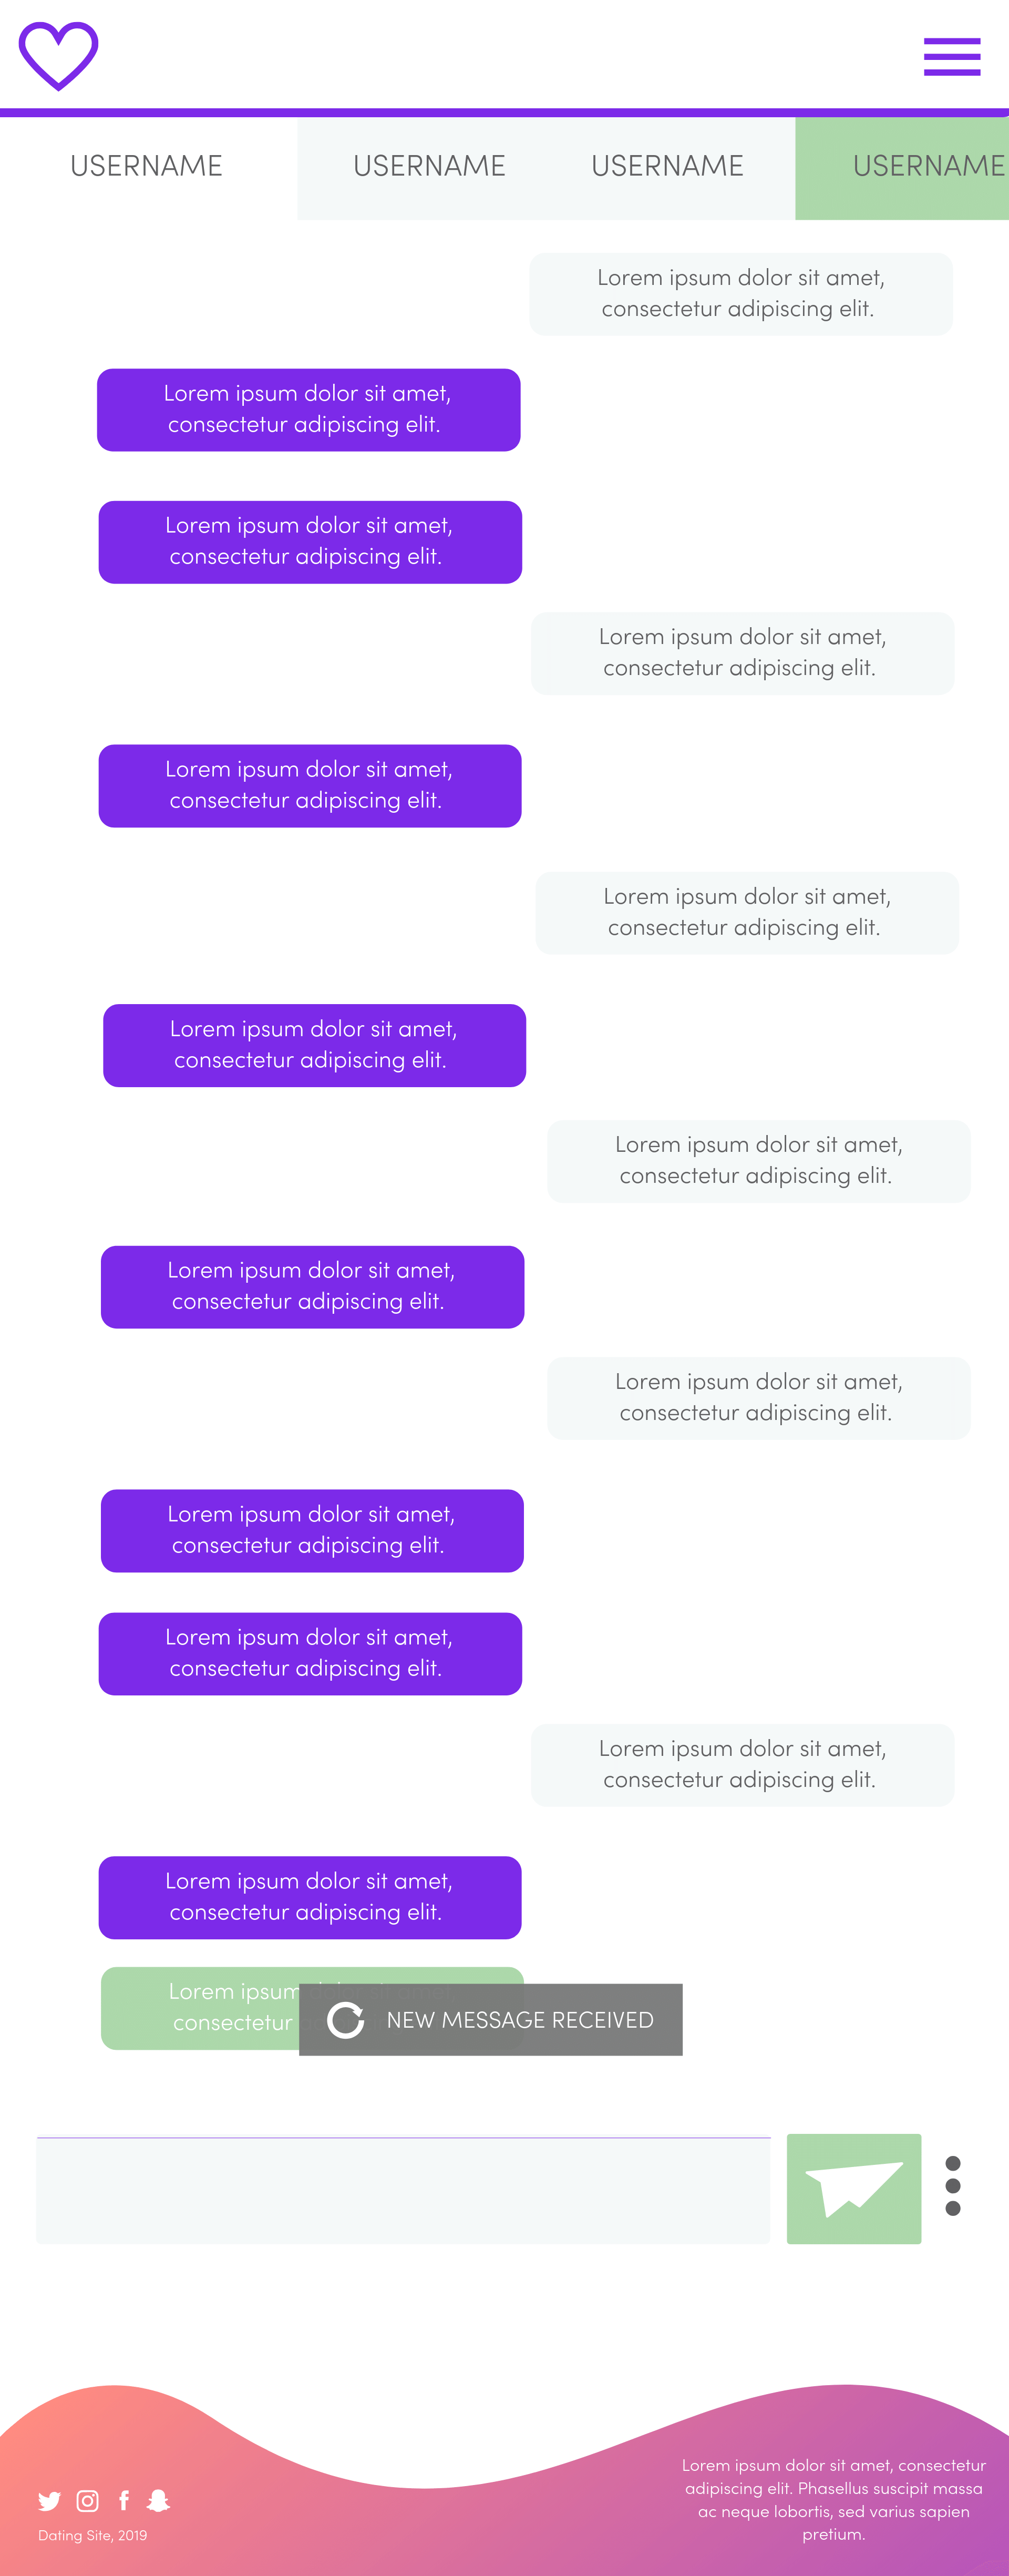 USERNAME USERNAME USERNAME USERNAME
Lorem ipsum dolor sit amet,
consectetur adipiscing elit.
Lorem ipsum dolor sit amet,
consectetur adipiscing elit.
Lorem ipsum dolor sit amet,
consectetur adipiscing elit.
Lorem ipsum dolor sit amet,
consectetur adipiscing elit.
Lorem ipsum dolor sit amet,
consectetur adipiscing elit.
Lorem ipsum dolor sit amet,
consectetur adipiscing elit.
Lorem ipsum dolor sit amet,
consectetur adipiscing elit.
Lorem ipsum dolor sit amet,
consectetur adipiscing elit.
Lorem ipsum dolor sit amet,
consectetur adipiscing elit.
Lorem ipsum dolor sit amet,
consectetur adipiscing elit.
Lorem ipsum dolor sit amet,
consectetur adipiscing elit.
Lorem ipsum dolor sit amet,
consectetur adipiscing elit.
Lorem ipsum dolor sit amet,
consectetur adipiscing elit.
Lorem ipsum dolor sit amet,
consectetur adipiscing elit.
Lorem ipsum
consectetur
NEW MESSAGE RECEIVED
Lorem ipsum dolor sit amet, consectetur
adipiscing elit. Phasellus suscipit massa
ac neque lobortis, sed varius sapien
pretium.
Dating Site, 2019